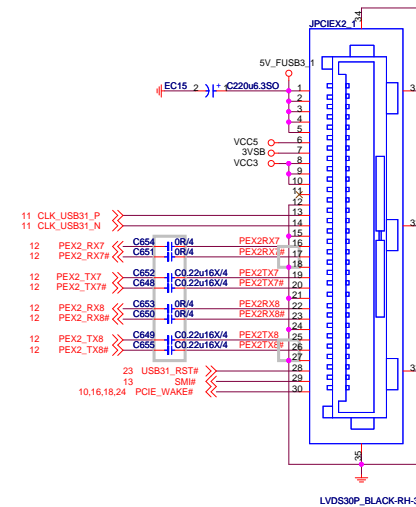 34
JPCIEX2_1
5V_FUSB3_1
EC15 2 + 1 C220u6.3SO
1
2
3
4
5
VCC5 6
3VSB 7
VCC3 8
9
10
11
12
11 CLK_USB31_P 13
11 CLK_USB31_N 14
15
12 PEX2_RX7 C654 0R/4 PEX2RX7 16
12 PEX2_RX7# C651 0R/4 PEX2RX7# 17
18
12 PEX2_TX7 C652 C0.22u16X/4 PEX2TX7 19
12 PEX2_TX7# C648 C0.22u16X/4 PEX2TX7# 20
21
12 PEX2_RX8 C653 0R/4 PEX2RX8 22
12 PEX2_RX8# C650 0R/4 PEX2RX8# 23
24
12 PEX2_TX8 C649 C0.22u16X/4 PEX2TX8 25
12 PEX2_TX8# C655 C0.22u16X/4 PEX2TX8# 26
27
23 USB31_RST# 28
13 SMI# 29
10,16,18,24 PCIE_WAKE# 30
35
LVDS30P_BLACK-RH-3